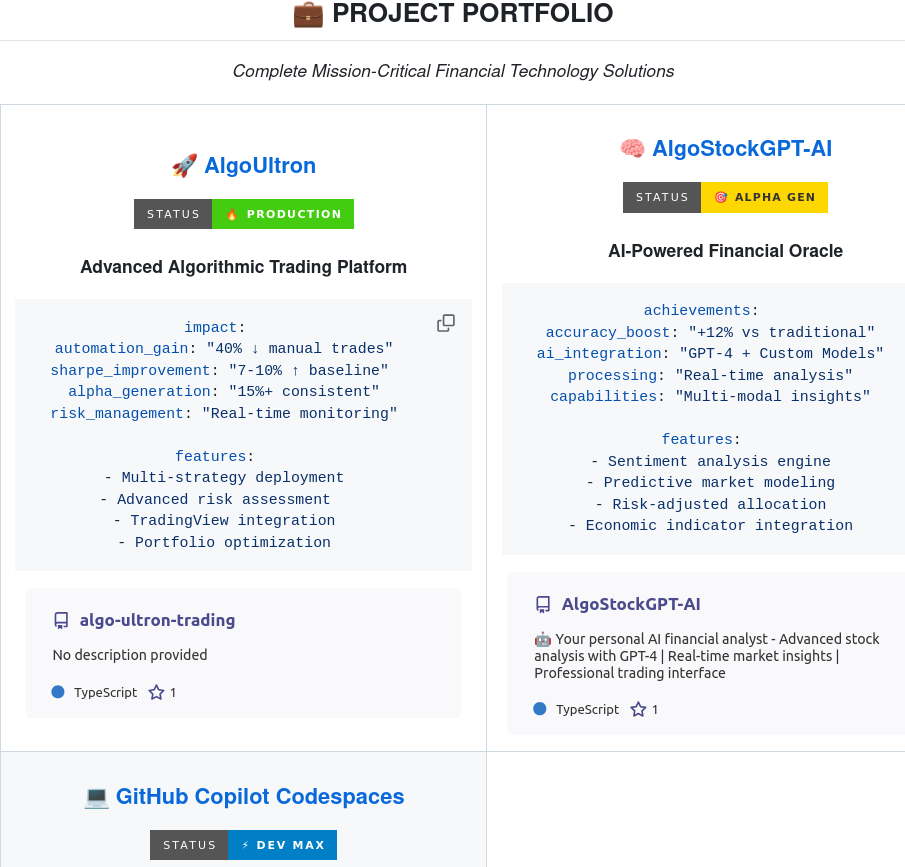 💼 PROJECT PORTFOLIO
Complete Mission-Critical Financial Technology Solutions
🚀 AlgoUltron
STATUS 🔥 PRODUCTION
Advanced Algorithmic Trading Platform
impact:
automation_gain: "40% ↓ manual trades"
sharpe_improvement: "7-10% ↑ baseline"
alpha_generation: "15%+ consistent"
risk_management: "Real-time monitoring"
features:
- Multi-strategy deployment
- Advanced risk assessment
- TradingView integration
- Portfolio optimization
algo-ultron-trading
No description provided
TypeScript 1
🧠 AlgoStockGPT-AI
STATUS 🎯 ALPHA GEN
AI-Powered Financial Oracle
achievements:
accuracy_boost: "+12% vs traditional"
ai_integration: "GPT-4 + Custom Models"
processing: "Real-time analysis"
capabilities: "Multi-modal insights"
features:
- Sentiment analysis engine
- Predictive market modeling
- Risk-adjusted allocation
- Economic indicator integration
AlgoStockGPT-AI
🤖 Your personal AI financial analyst - Advanced stock
analysis with GPT-4 | Real-time market insights |
Professional trading interface
TypeScript 1
💻 GitHub Copilot Codespaces
STATUS ⚡ DEV MAX